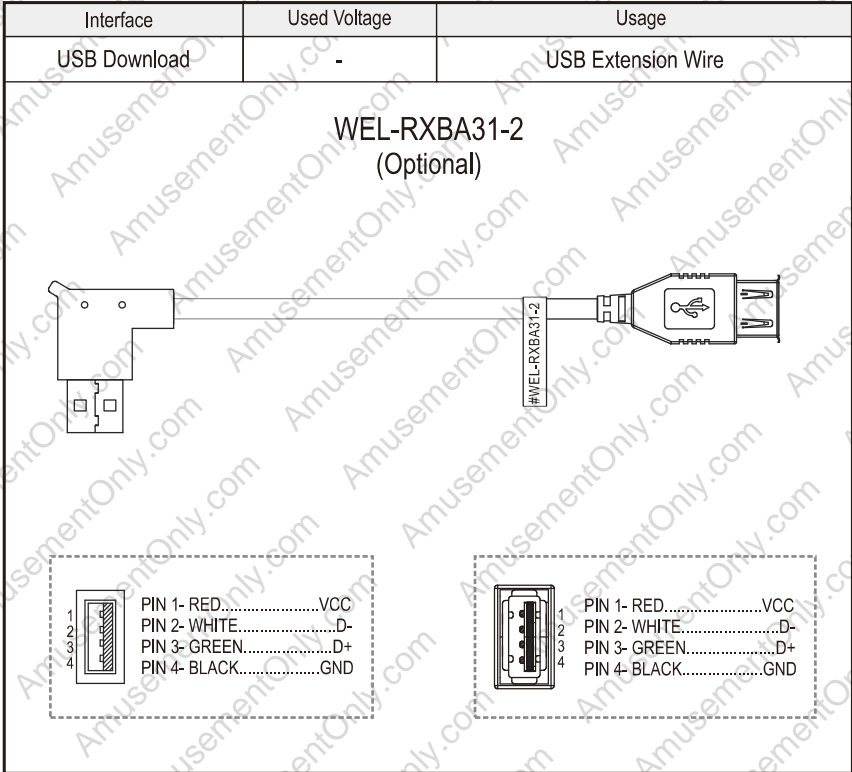 Interface Used Voltage Usage
USB Download - USB Extension Wire
WEL-RXBA31-2
(Optional)
#WEL-RXBA31-2
1
2
3
4
PIN 1- RED....................VCC
PIN 2- WHITE....................D-
PIN 3- GREEN..................D+
PIN 4- BLACK................GND
1
2
3
4
PIN 1- RED....................VCC
PIN 2- WHITE....................D-
PIN 3- GREEN..................D+
PIN 4- BLACK................GND
AmusementOnly.com